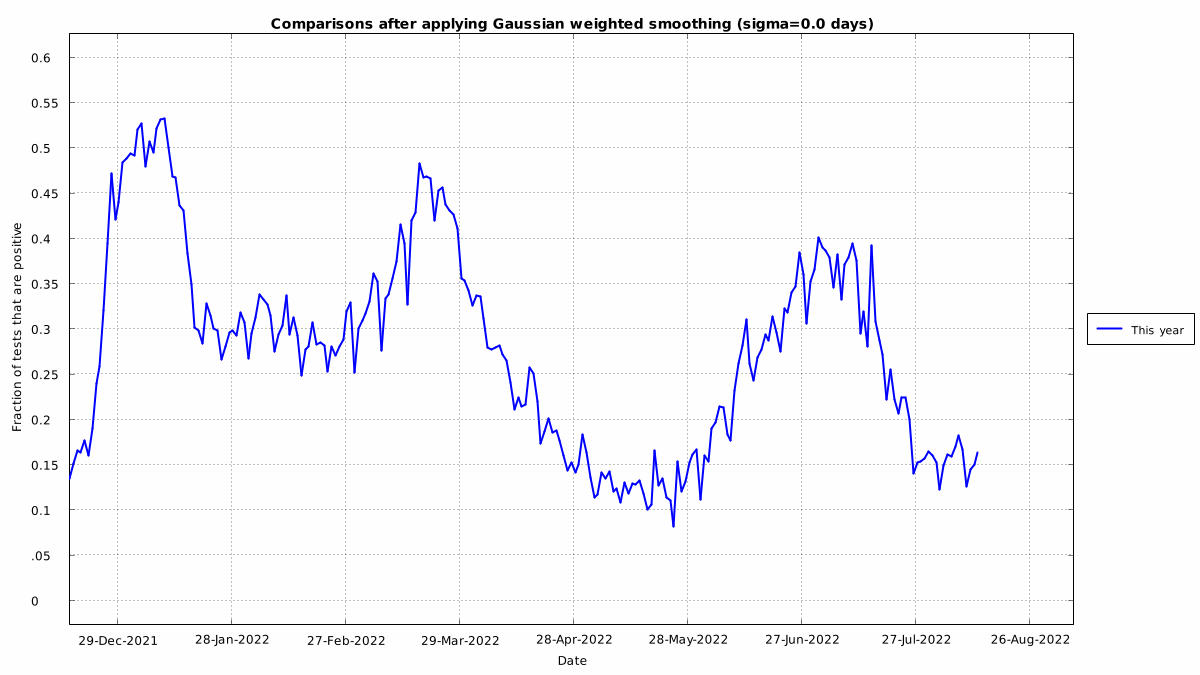 Comparisons after applying Gaussian weighted smoothing (sigma=0.0 days)
0.6
0.55
0.5
0.45
0.4
0.35
0.3
0.25
0.2
0.15
0.1
.05
0
Fraction of tests that are positive
29-Dec-2021 28-Jan-2022 27-Feb-2022 29-Mar-2022 28-Apr-2022 28-May-2022 27-Jun-2022 27-Jul-2022 26-Aug-2022
Date
This year